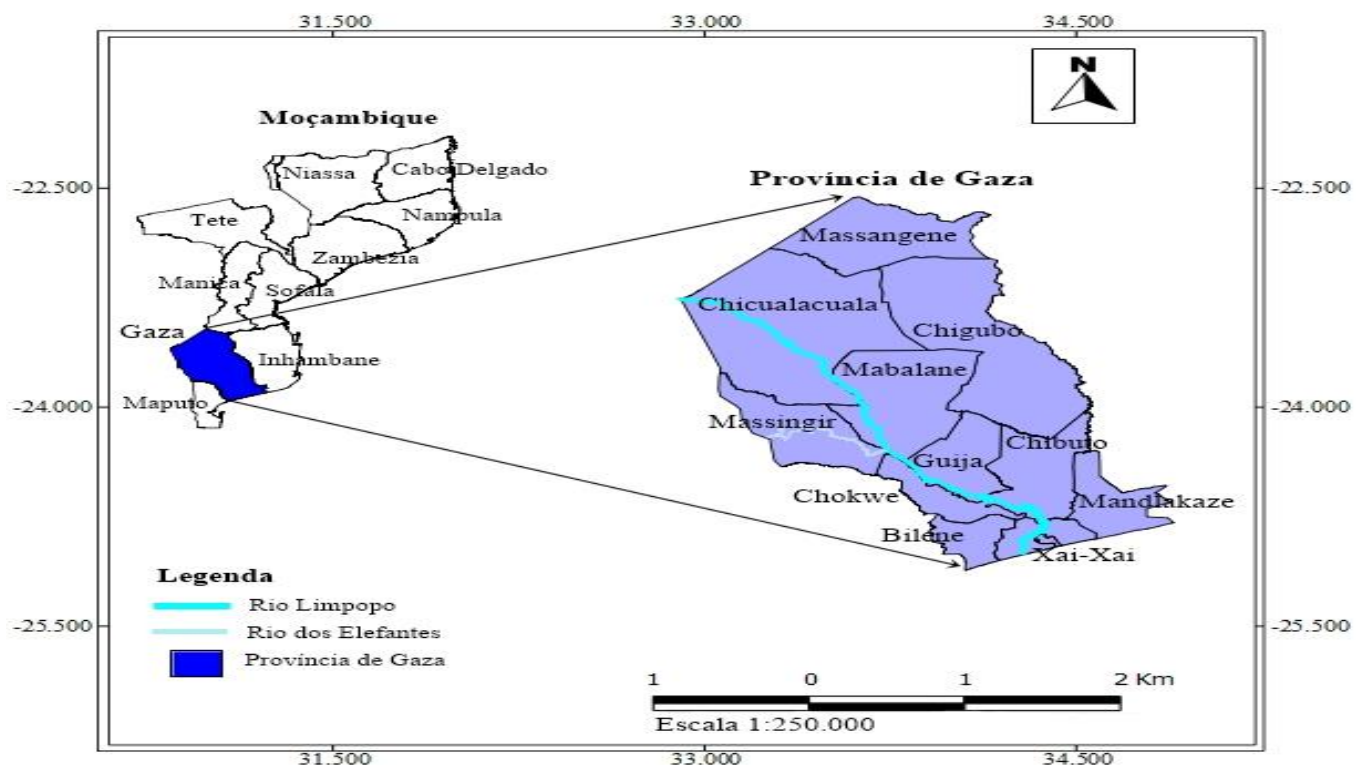 31.500 33.000 34.500
N
Moçambique
Niassa
Cabo Delgado
-22.500
-22.500
Tete
Nampula
Zambezia
Manica
Sofala
Gaza
Inhambane
Maputo
-24.000
-24.000
Província de Gaza
Massangene
Chicualacuala
Chigubo
Mabalane
Massingir
Chibuto
Guija
Chokwe
Mandlakaze
Bilene
Xai-Xai
Legenda
Rio Limpopo
Rio dos Elefantes
Província de Gaza
-25.500
-25.500
1 0 1 2 Km
Escala 1:250.000
31.500 33.000 34.500